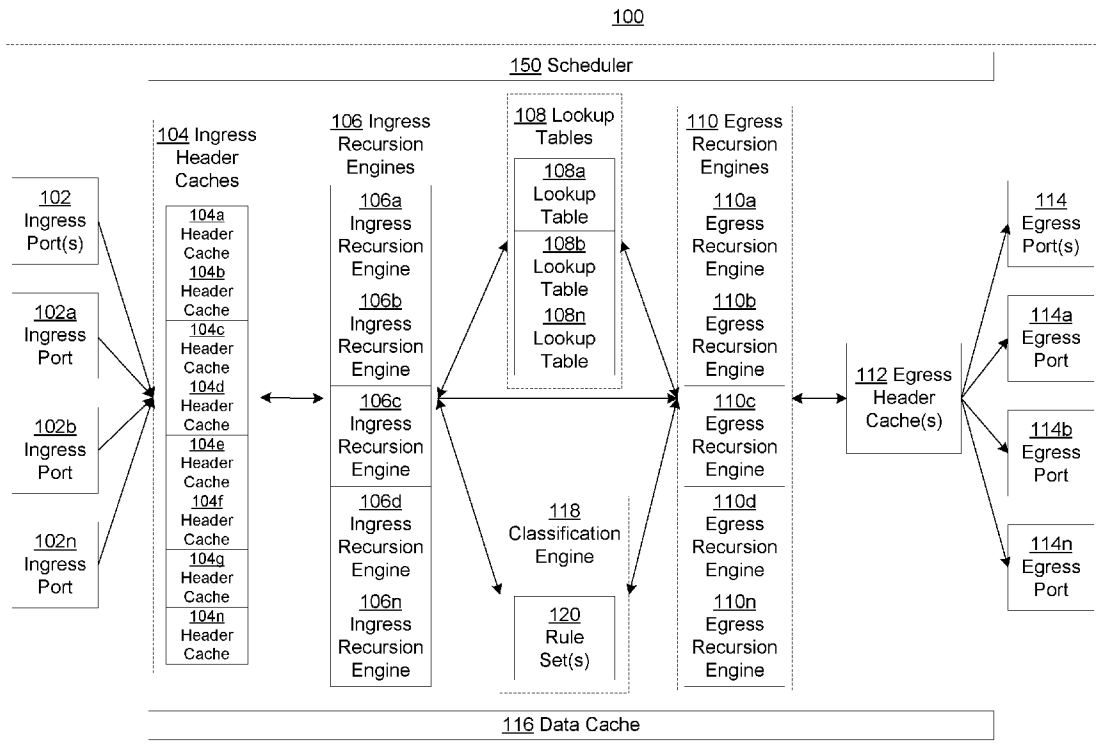 100
150 Scheduler
104 Ingress
Header
Caches
106 Ingress
Recursion
Engines
108 Lookup
Tables
110 Egress
Recursion
Engines
102
Ingress
Port(s)
102a
Ingress
Port
102b
Ingress
Port
102n
Ingress
Port
104a
Header
Cache
104b
Header
Cache
104c
Header
Cache
104d
Header
Cache
104e
Header
Cache
104f
Header
Cache
104g
Header
Cache
104n
Header
Cache
106a
Ingress
Recursion
Engine
106b
Ingress
Recursion
Engine
106c
Ingress
Recursion
Engine
106d
Ingress
Recursion
Engine
106n
Ingress
Recursion
Engine
108a
Lookup
Table
108b
Lookup
Table
108n
Lookup
Table
118
Classification
Engine
120
Rule
Set(s)
110a
Egress
Recursion
Engine
110b
Egress
Recursion
Engine
110c
Egress
Recursion
Engine
110d
Egress
Recursion
Engine
110n
Egress
Recursion
Engine
112 Egress
Header
Cache(s)
114
Egress
Port(s)
114a
Egress
Port
114b
Egress
Port
114n
Egress
Port
116 Data Cache